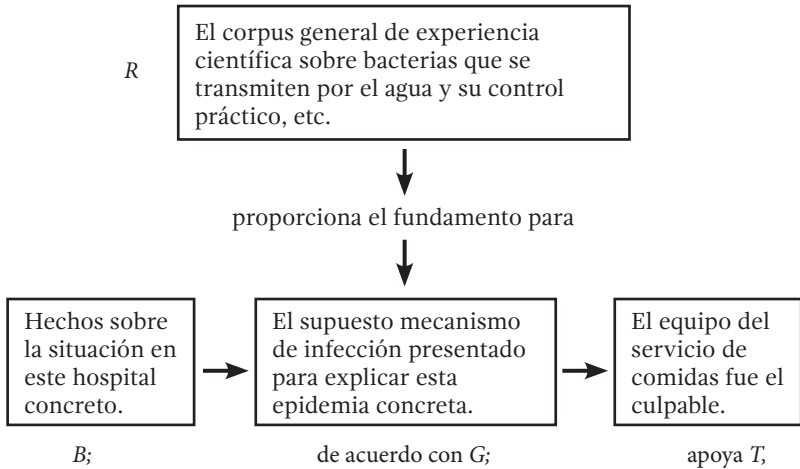 El corpus general de experiencia
científica sobre bacterias que se
transmiten por el agua y su control
práctico, etc.
R
proporciona el fundamento para
Hechos sobre
la situación en
este hospital
concreto.
El supuesto mecanismo
de infección presentado
para explicar esta
epidemia concreta.
El equipo del
servicio de
comidas fue el
culpable.
B;
de acuerdo con G;
apoya T,